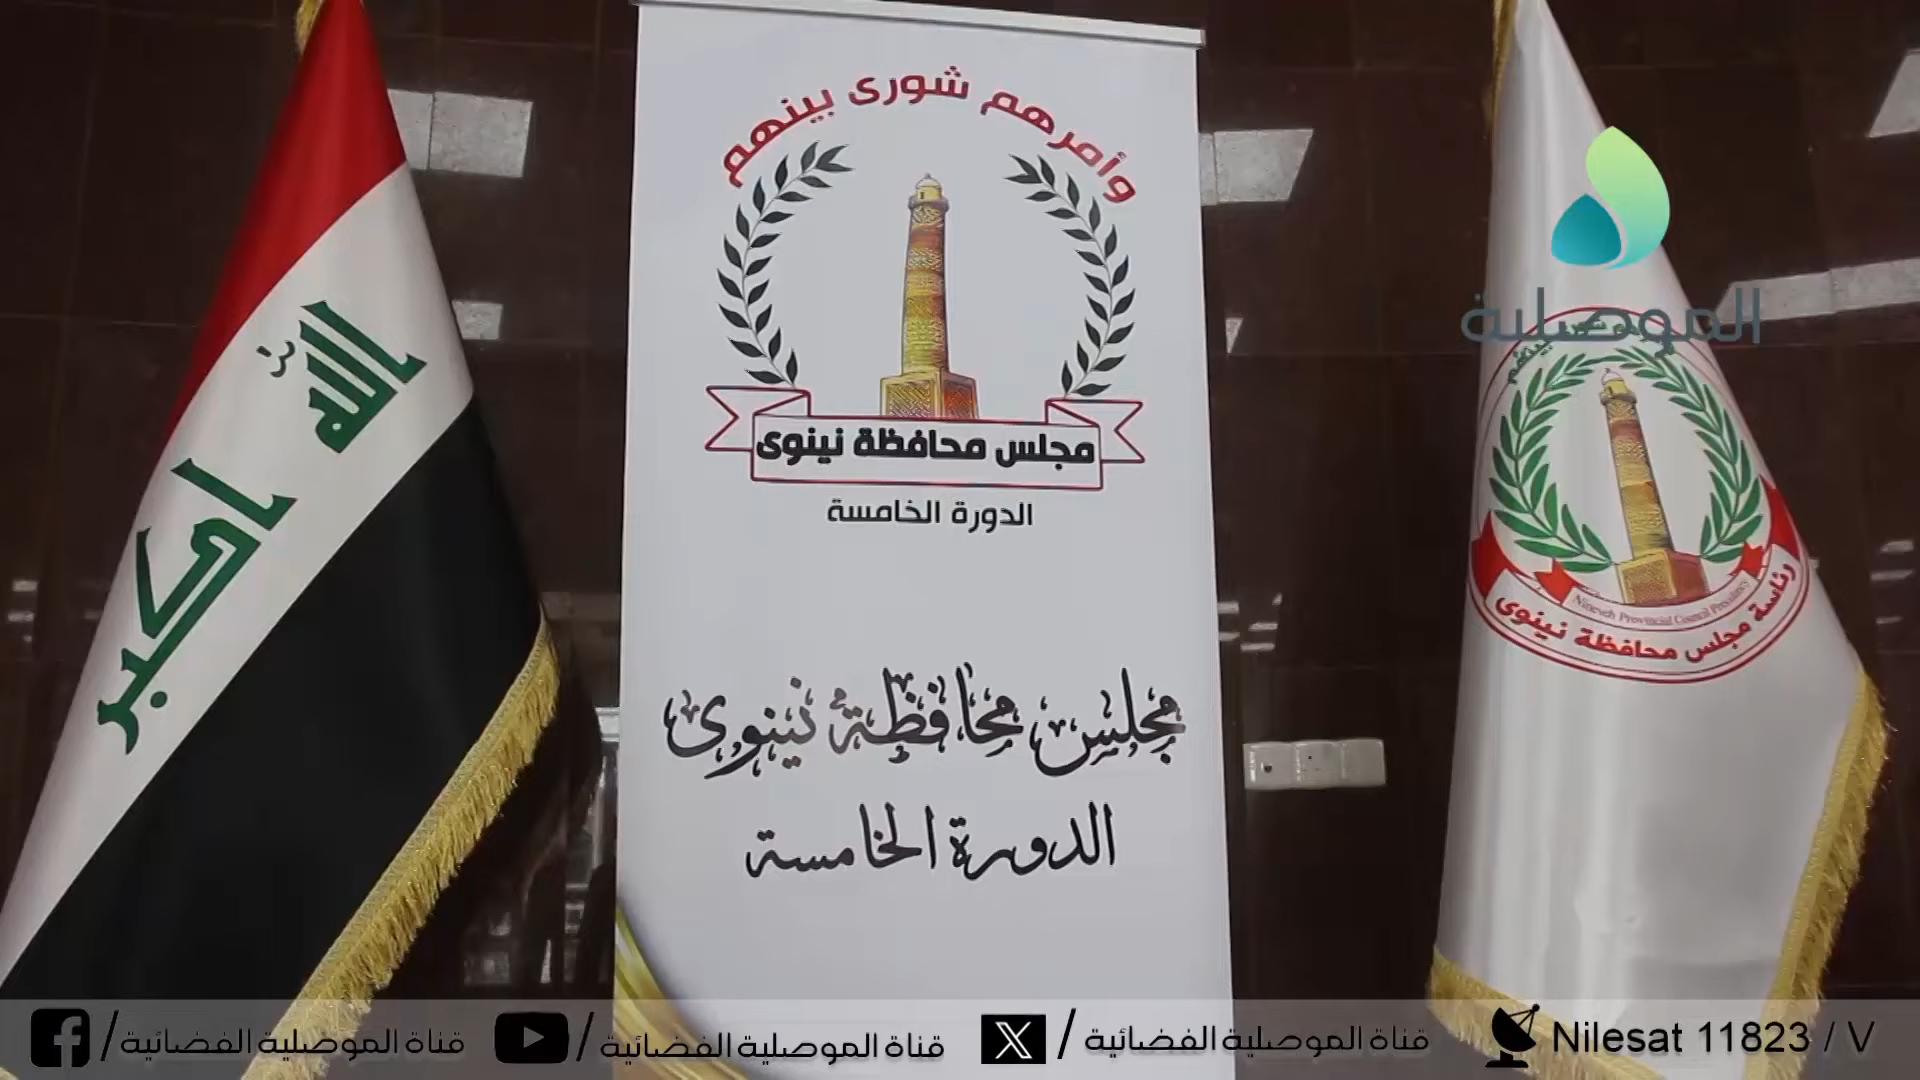 الله اكبر
وأمرهم شورى بينهم
مجلس محافظة نينوى
الدورة الخامسة
مجلس محافظة نينوى
الدورة الخامسة
الموصلية
Nineveh Provincial Council Presidency
رئاسة مجلس محافظة نينوى
قناة الموصلية الفضائية
قناة الموصلية الفضائية
قناة الموصلية الفضائية
Nilesat 11823 / V